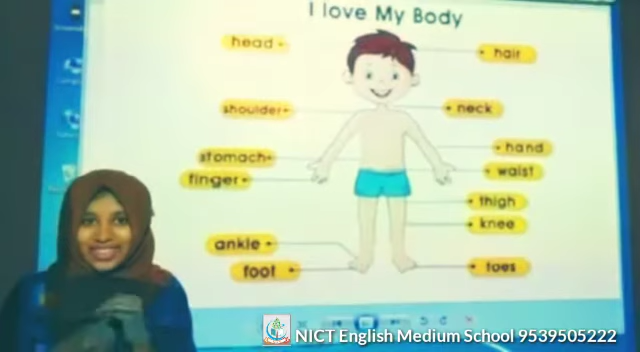 I love My Body
head
hair
shoulder
neck
hand
stomach
waist
finger
thigh
knee
ankle
foot
toes
NICT English Medium School 9539505222